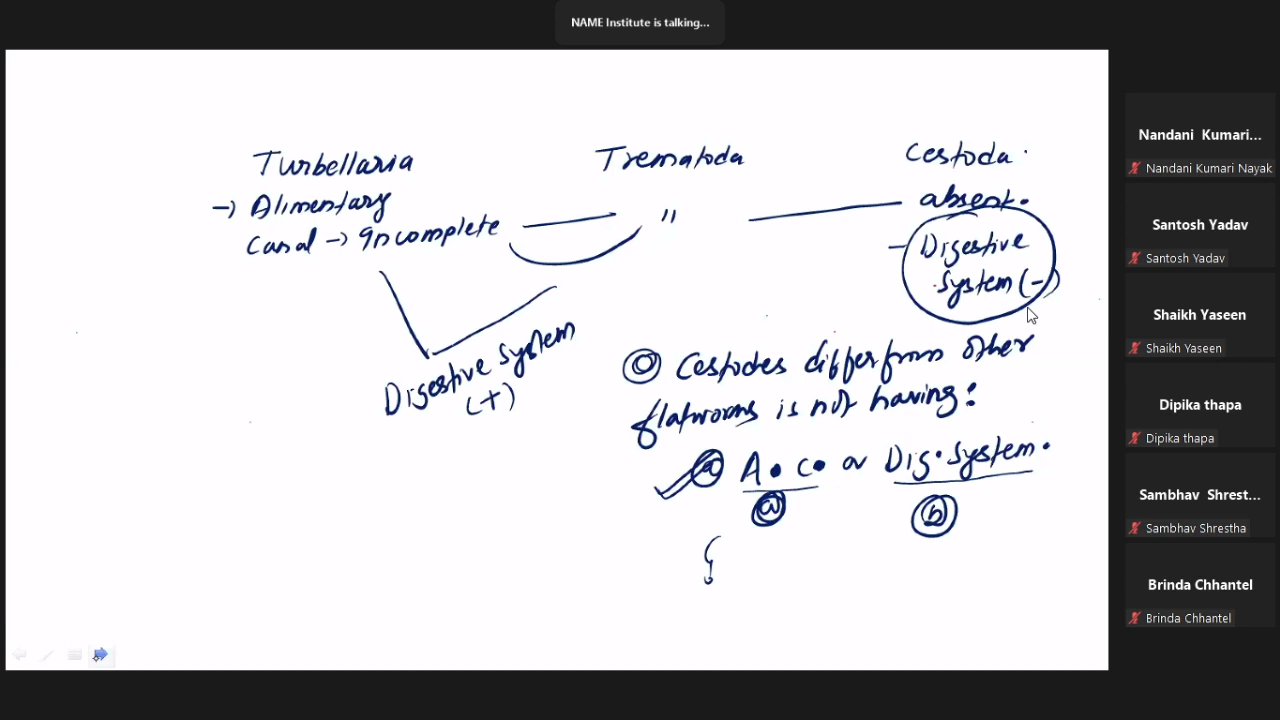 NAME Institute is talking...
Turbellaria
Trematoda
Cestoda.
→ Alimentary
Canal → Incomplete
"
absent.
- Digestive
System (-)
Digestive System
(+)
Cestodes differ from other
flatworms is not having:
a A.C. or Dig. System.
a b
Nandani Kumari...
Nandani Kumari Nayak
Santosh Yadav
Santosh Yadav
Shaikh Yaseen
Shaikh Yaseen
Dipika thapa
Dipika thapa
Sambhav Shrest...
Sambhav Shrestha
Brinda Chhantel
Brinda Chhantel